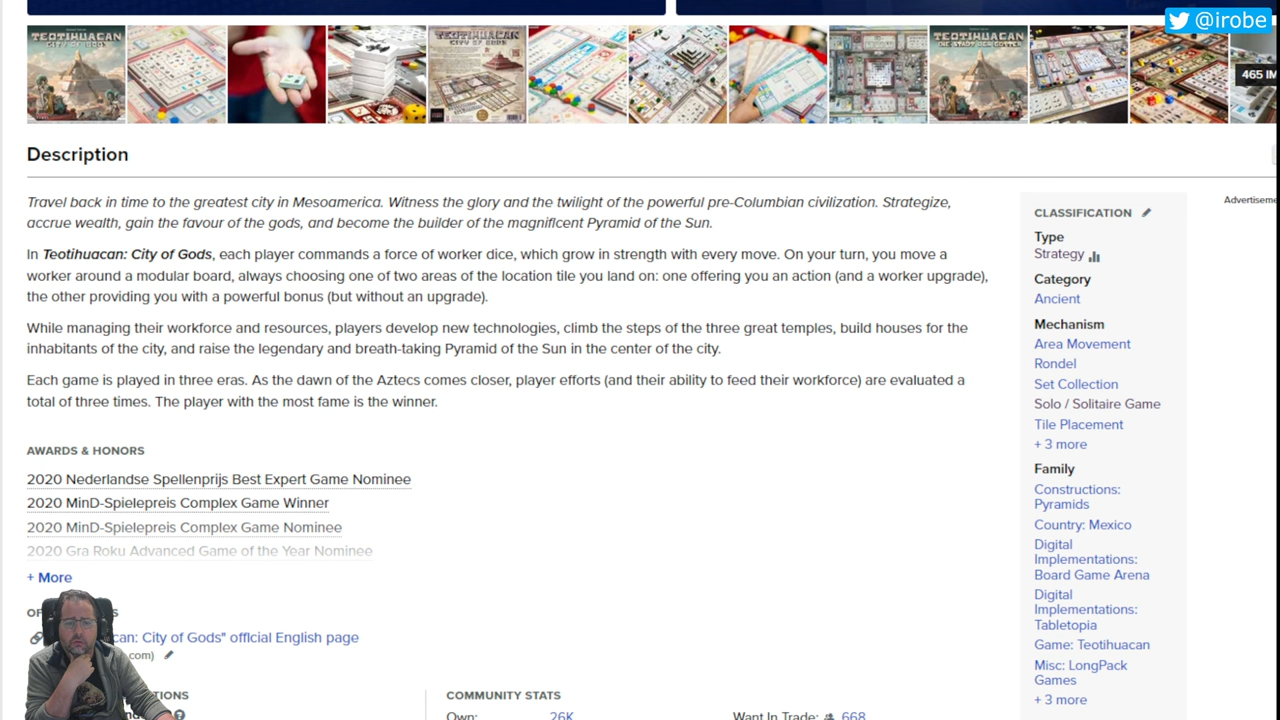 @irobe
TEOTIHUACAN
CITY OF GODS
TEOTIHUACAN
CITY OF GODS
TEOTIHUACAN
DIE STADT DER GÖTTER
465 IM
Description
Travel back in time to the greatest city in Mesoamerica. Witness the glory and the twilight of the powerful pre-Columbian civilization. Strategize,
accrue wealth, gain the favour of the gods, and become the builder of the magnificent Pyramid of the Sun.
In Teotihuacan: City of Gods, each player commands a force of worker dice, which grow in strength with every move. On your turn, you move a
worker around a modular board, always choosing one of two areas of the location tile you land on: one offering you an action (and a worker upgrade),
the other providing you with a powerful bonus (but without an upgrade).
While managing their workforce and resources, players develop new technologies, climb the steps of the three great temples, build houses for the
inhabitants of the city, and raise the legendary and breath-taking Pyramid of the Sun in the center of the city.
Each game is played in three eras. As the dawn of the Aztecs comes closer, player efforts (and their ability to feed their workforce) are evaluated a
total of three times. The player with the most fame is the winner.
AWARDS & HONORS
2020 Nederlandse Spellenprijs Best Expert Game Nominee
2020 MinD-Spielepreis Complex Game Winner
2020 MinD-Spielepreis Complex Game Nominee
2020 Gra Roku Advanced Game of the Year Nominee
+ More
can: City of Gods" official English page
com)
COMMUNITY STATS
Own: 26K
Want In Trade: 668
Advertiseme
CLASSIFICATION
Type
Strategy
Category
Ancient
Mechanism
Area Movement
Rondel
Set Collection
Solo / Solitaire Game
Tile Placement
+ 3 more
Family
Constructions:
Pyramids
Country: Mexico
Digital
Implementations:
Board Game Arena
Digital
Implementations:
Tabletopia
Game: Teotihuacan
Misc: LongPack
Games
+ 3 more